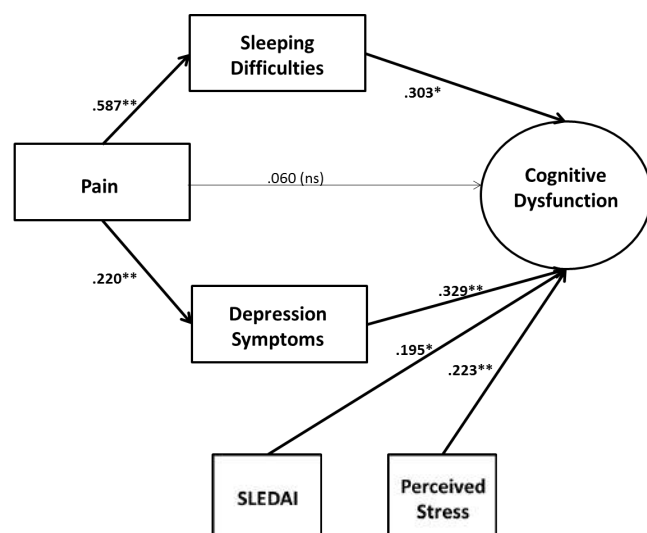 Sleeping
Difficulties
.587**
.303*
Pain
.060 (ns)
Cognitive
Dysfunction
.220**
Depression
Symptoms
.329**
.195*
.223**
SLEDAI
Perceived
Stress